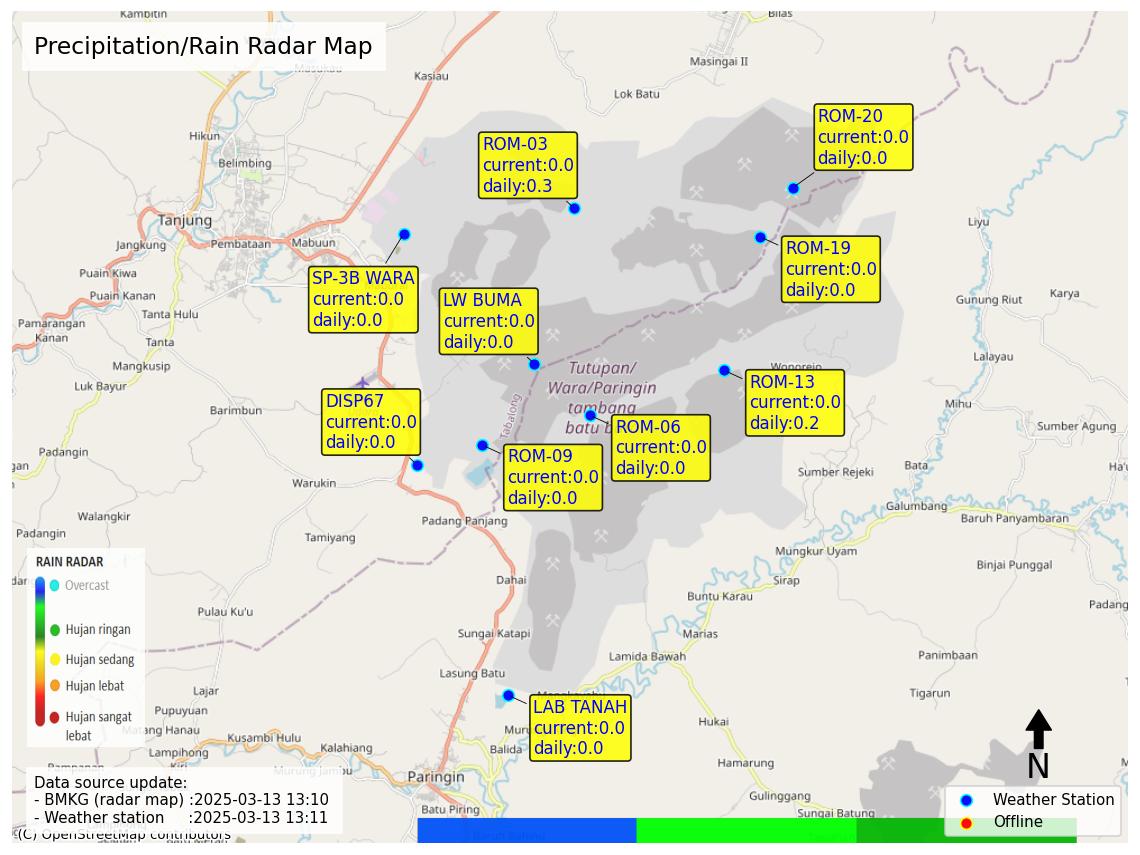 Kambitin
Bilas
Precipitation/Rain Radar Map
Masukau
Kasiau
Masingai II
Lok Batu
Hikun
Belimbing
ROM-03
current:0.0
daily:0.3
ROM-20
current:0.0
daily:0.0
Tanjung
Jangkung
Pembataan
Mabuun
Liyu
ROM-19
current:0.0
daily:0.0
Puain Kiwa
Puain Kanan
SP-3B WARA
current:0.0
daily:0.0
LW BUMA
current:0.0
daily:0.0
Tanta Hulu
Gunung Riut
Karya
Pamarangan
Kanan
Tanta
Mangkusip
Luk Bayur
Lalayau
Wonorejo
Tutupan/
Wara/Paringin
tambang
batu b
Tabalong
ROM-13
current:0.0
daily:0.2
DISP67
current:0.0
daily:0.0
Barimbun
Mihu
ROM-06
current:0.0
daily:0.0
Sumber Agung
ROM-09
current:0.0
daily:0.0
Padangin
Bata
Ha
gan
Sumber Rejeki
Warukin
Galumbang
Baruh Panyambaran
Walangkir
Padangin
Padang Panjang
Tamiyang
Mungkur Uyam
Binjai Punggal
RAIN RADAR
Overcast
Hujan ringan
Hujan sedang
Hujan lebat
Hujan sangat
lebat
Dahai
Sirap
Buntu Karau
Padang
Pulau Ku'u
Sungai Katapi
Marias
Lamida Bawah
Panimbaan
Lasung Batu
Lajar
Tigarun
Pupuyuan
Matang Hanau
LAB TANAH
current:0.0
daily:0.0
Hukai
Kusambi Hulu
Kalahiang
Lampihong
Balida
Hamarung
Murung Jambu
Paringin
N
Gulinggang
Batu Piring
Sungai Batung
Data source update:
- BMKG (radar map) :2025-03-13 13:10
- Weather station :2025-03-13 13:11
(C) OpenStreetMap contributors
Weather Station
Offline